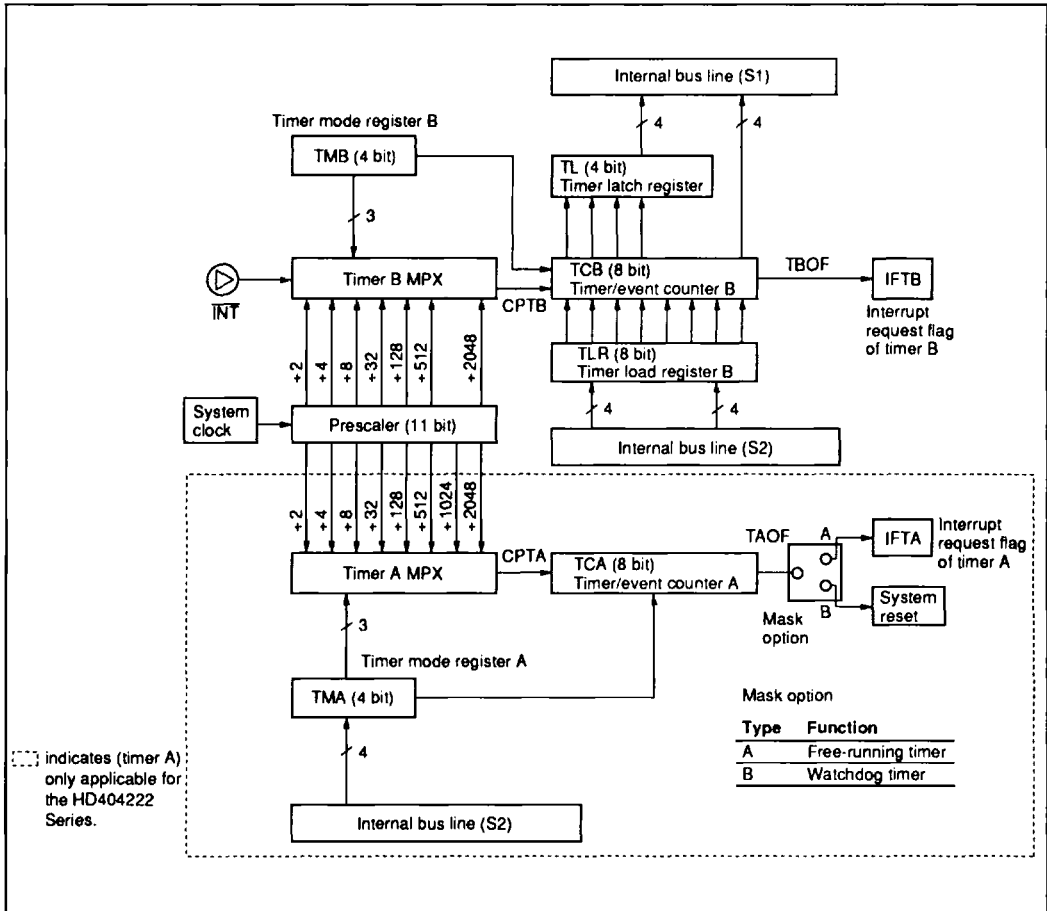 Internal bus line (S1)
4
4
Timer mode register B
TMB (4 bit)
TL (4 bit)
Timer latch register
3
INT
Timer B MPX
CPTB
TCB (8 bit)
Timer/event counter B
TBOF
IFTB
Interrupt
request flag
of timer B
÷2
÷4
÷8
÷32
÷128
÷512
÷2048
TLR (8 bit)
Timer load register B
4
4
System
clock
Prescaler (11 bit)
Internal bus line (S2)
÷2
÷4
÷8
÷32
÷128
÷512
÷1024
÷2048
Timer A MPX
CPTA
TCA (8 bit)
Timer/event counter A
TAOF
A
B
Mask
option
IFTA
Interrupt
request flag
of timer A
System
reset
3
Timer mode register A
TMA (4 bit)
4
Internal bus line (S2)
Mask option
Type Function
A Free-running timer
B Watchdog timer
indicates (timer A)
only applicable for
the HD404222
Series.